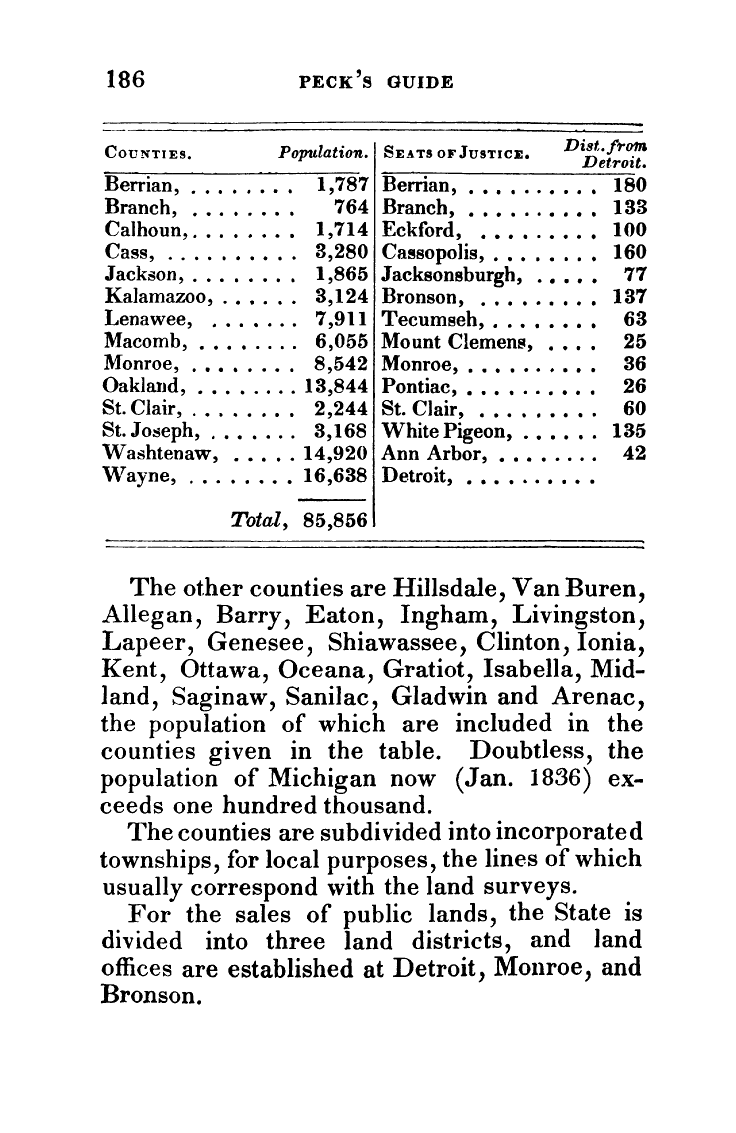 186 PECK'S GUIDE
COUNTIES. Population. SEATS OF JUSTICE. Dist. from Detroit.
Berrian, . . . . . . . . 1,787 Berrian, . . . . . . . . . . 180
Branch, . . . . . . . . 764 Branch, . . . . . . . . . . 133
Calhoun, . . . . . . . . 1,714 Eckford, . . . . . . . . . 100
Cass, . . . . . . . . . . 3,280 Cassopolis, . . . . . . . . 160
Jackson, . . . . . . . . 1,865 Jacksonsburgh, . . . . . 77
Kalamazoo, . . . . . . 3,124 Bronson, . . . . . . . . . 137
Lenawee, . . . . . . . 7,911 Tecumseh, . . . . . . . . 63
Macomb, . . . . . . . . 6,055 Mount Clemens, . . . . 25
Monroe, . . . . . . . . 8,542 Monroe, . . . . . . . . . . 36
Oakland, . . . . . . . . 13,844 Pontiac, . . . . . . . . . . 26
St. Clair, . . . . . . . . 2,244 St. Clair, . . . . . . . . . 60
St. Joseph, . . . . . . . 3,168 White Pigeon, . . . . . . 135
Washtenaw, . . . . . 14,920 Ann Arbor, . . . . . . . . 42
Wayne, . . . . . . . . 16,638 Detroit, . . . . . . . . . .
Total, 85,856
The other counties are Hillsdale, Van Buren,
Allegan, Barry, Eaton, Ingham, Livingston,
Lapeer, Genesee, Shiawassee, Clinton, Ionia,
Kent, Ottawa, Oceana, Gratiot, Isabella, Mid-
land, Saginaw, Sanilac, Gladwin and Arenac,
the population of which are included in the
counties given in the table. Doubtless, the
population of Michigan now (Jan. 1836) ex-
ceeds one hundred thousand.
The counties are subdivided into incorporated
townships, for local purposes, the lines of which
usually correspond with the land surveys.
For the sales of public lands, the State is
divided into three land districts, and land
offices are established at Detroit, Monroe, and
Bronson.